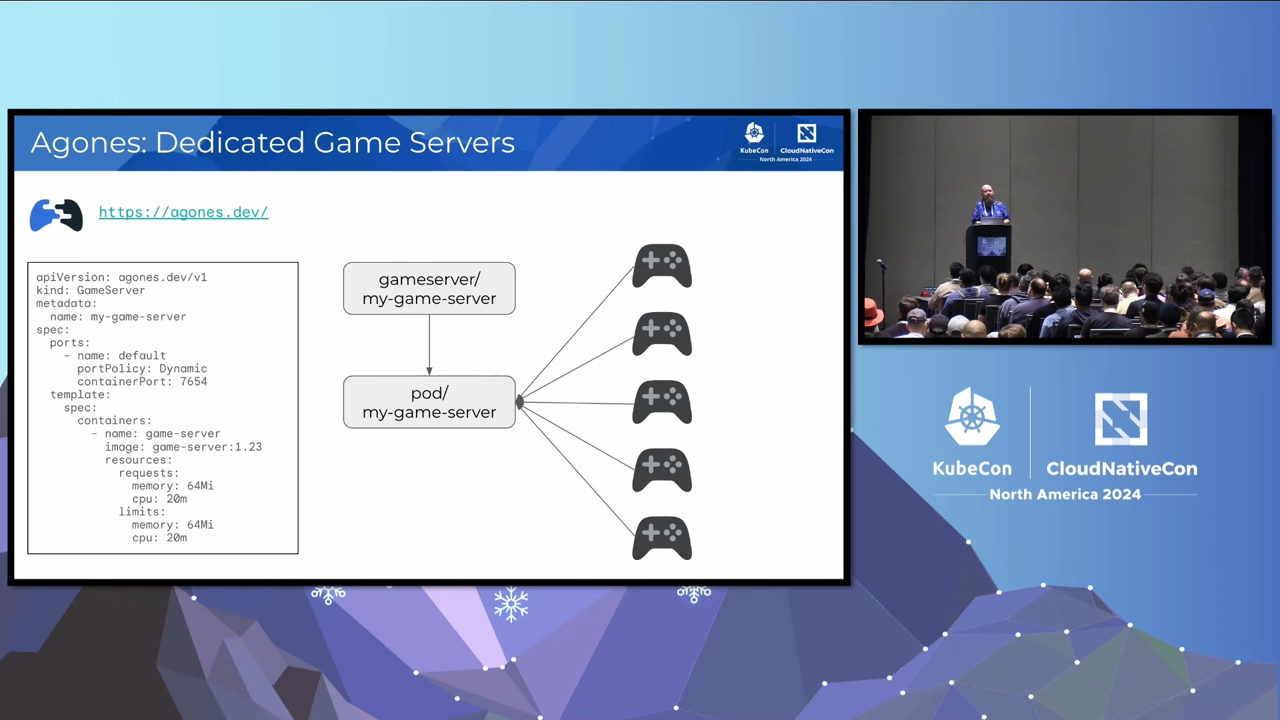 Agones: Dedicated Game Servers
KubeCon
CloudNativeCon
North America 2024
https://agones.dev/
apiVersion: agones.dev/v1
kind: GameServer
metadata:
  name: my-game-server
spec:
  ports:
    - name: default
      portPolicy: Dynamic
      containerPort: 7654
  template:
    spec:
      containers:
        - name: game-server
          image: game-server:1.23
          resources:
            requests:
              memory: 64Mi
              cpu: 20m
            limits:
              memory: 64Mi
              cpu: 20m
gameserver/
my-game-server
pod/
my-game-server
KubeCon
CloudNativeCon
North America 2024